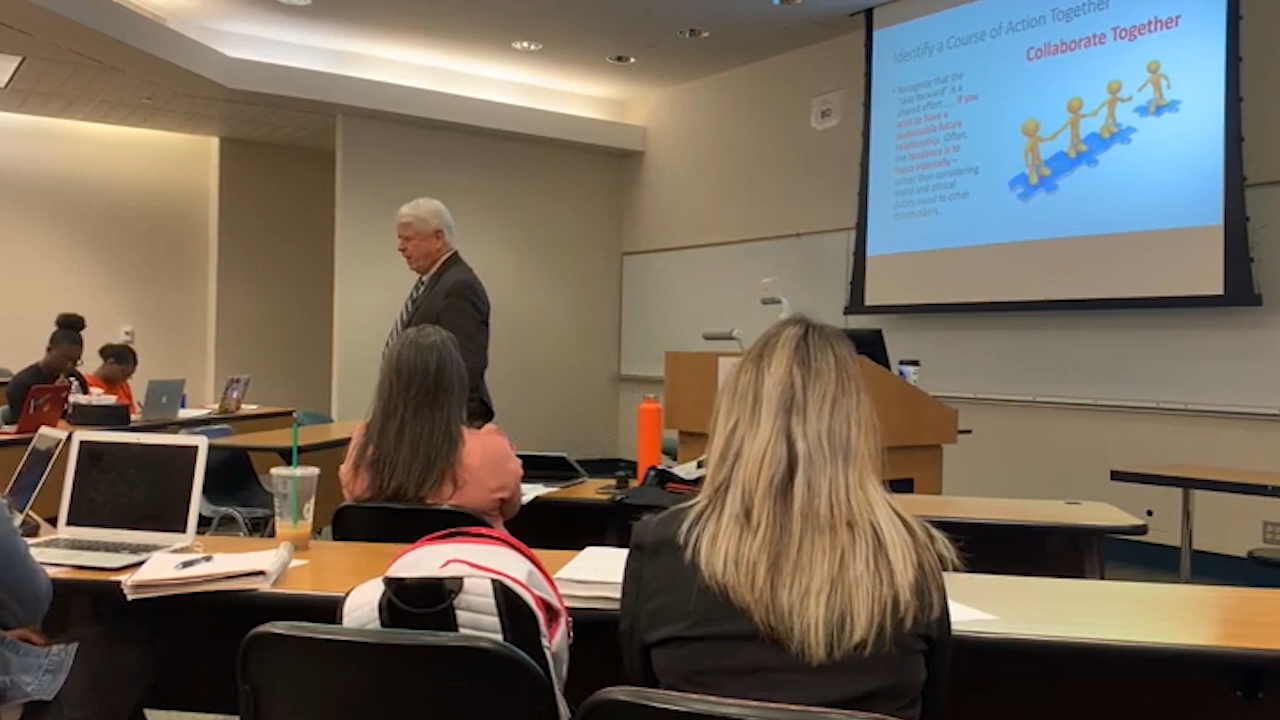 Identify a Course of Action Together
Collaborate Together
• Recognize that the
"way forward" is a
shared effort . . . If you
wish to have a
sustainable future
relationship. Often,
the tendency is to
focus internally –
rather than considering
moral and ethical
duties owed to other
stakeholders.